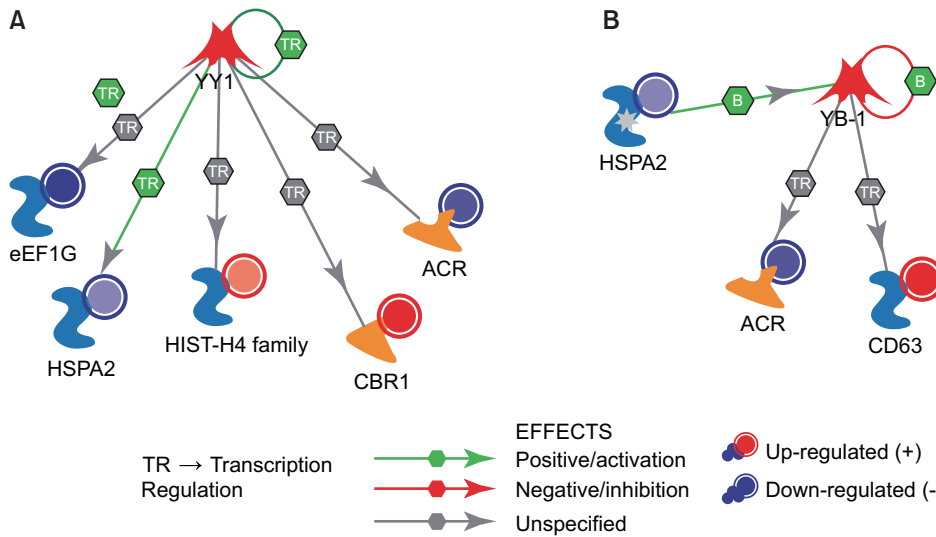 A
TR
YY1
TR
TR
TR
TR
TR
TR
eEF1G
HSPA2
HIST-H4 family
CBR1
ACR
B
B
B
YB-1
HSPA2
TR
TR
ACR
CD63
TR → Transcription
Regulation
EFFECTS
Positive/activation
Negative/inhibition
Unspecified
Up-regulated (+)
Down-regulated (-